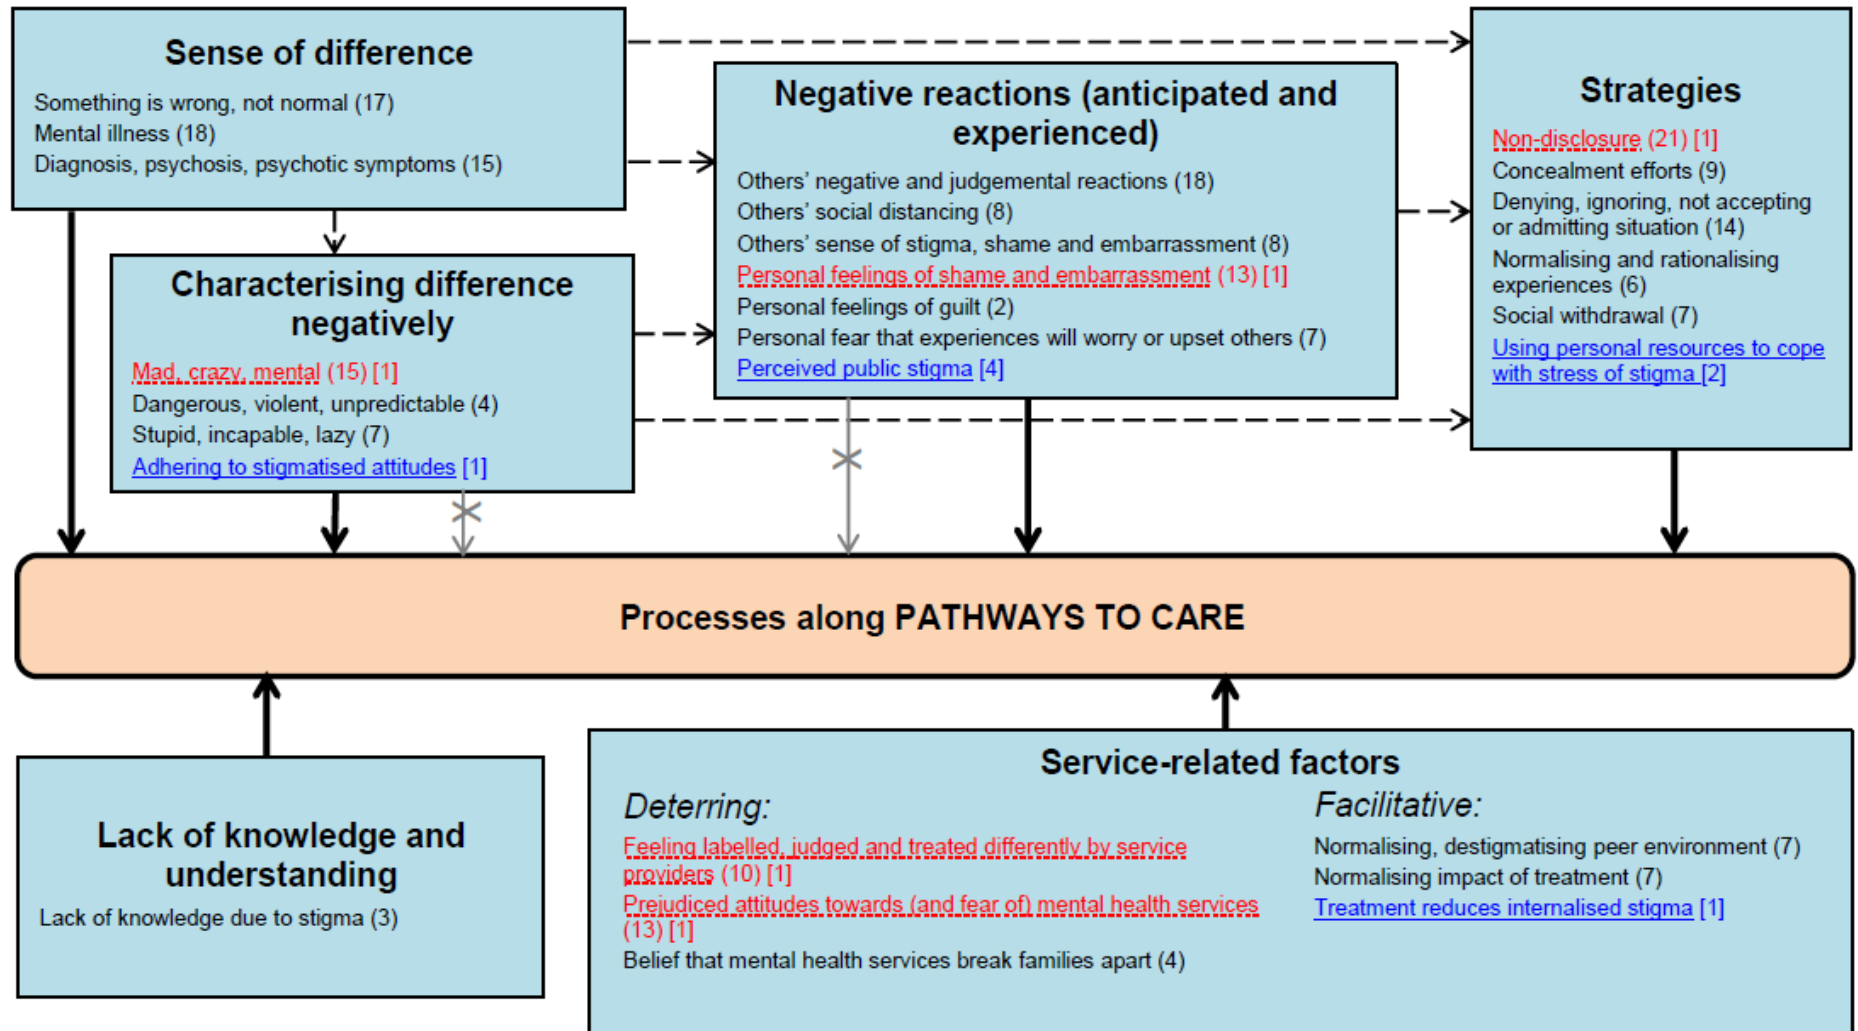 Sense of difference
Something is wrong, not normal (17)
Mental illness (18)
Diagnosis, psychosis, psychotic symptoms (15)
Characterising difference
negatively
Mad, crazy, mental (15) [1]
Dangerous, violent, unpredictable (4)
Stupid, incapable, lazy (7)
Adhering to stigmatised attitudes [1]
Negative reactions (anticipated and
experienced)
Others’ negative and judgemental reactions (18)
Others’ social distancing (8)
Others’ sense of stigma, shame and embarrassment (8)
Personal feelings of shame and embarrassment (13) [1]
Personal feelings of guilt (2)
Personal fear that experiences will worry or upset others (7)
Perceived public stigma [4]
Strategies
Non-disclosure (21) [1]
Concealment efforts (9)
Denying, ignoring, not accepting
or admitting situation (14)
Normalising and rationalising
experiences (6)
Social withdrawal (7)
Using personal resources to cope
with stress of stigma [2]
Processes along PATHWAYS TO CARE
Lack of knowledge and
understanding
Lack of knowledge due to stigma (3)
Service-related factors
Deterring:
Feeling labelled, judged and treated differently by service
providers (10) [1]
Prejudiced attitudes towards (and fear of) mental health services
(13) [1]
Belief that mental health services break families apart (4)
Facilitative:
Normalising, destigmatising peer environment (7)
Normalising impact of treatment (7)
Treatment reduces internalised stigma [1]